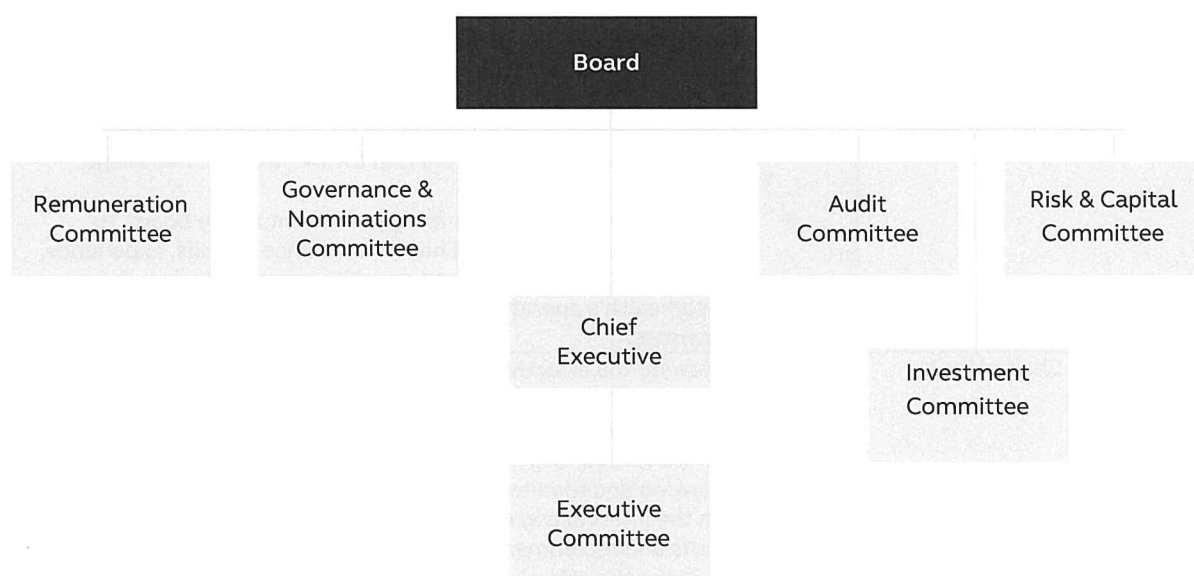 Board
Remuneration
Committee
Governance &
Nominations
Committee
Audit
Committee
Risk & Capital
Committee
Chief
Executive
Investment
Committee
Executive
Committee